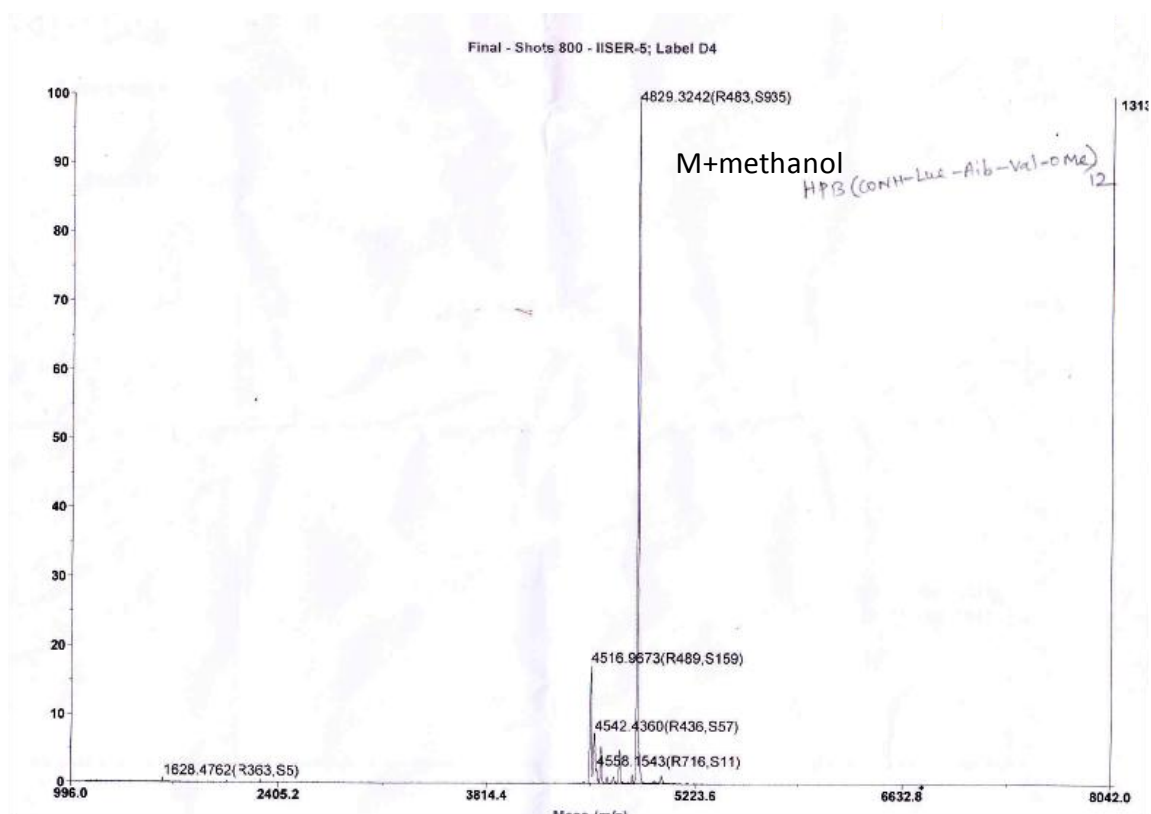 Final - Shots 800 - IISER-5; Label D4
100
4829.3242(R483,S935)
1313
90
M+methanol
HPB(CONH-Lue-Aib-Val-OMe)12
80
70
60
50
40
30
20
4516.9673(R489,S159)
10
4542.4360(R436,S57)
4558.1543(R716,S11)
1628.4762(R363,S5)
0
996.0
2405.2
3814.4
5223.6
6632.8
8042.0
Mass (m/z)